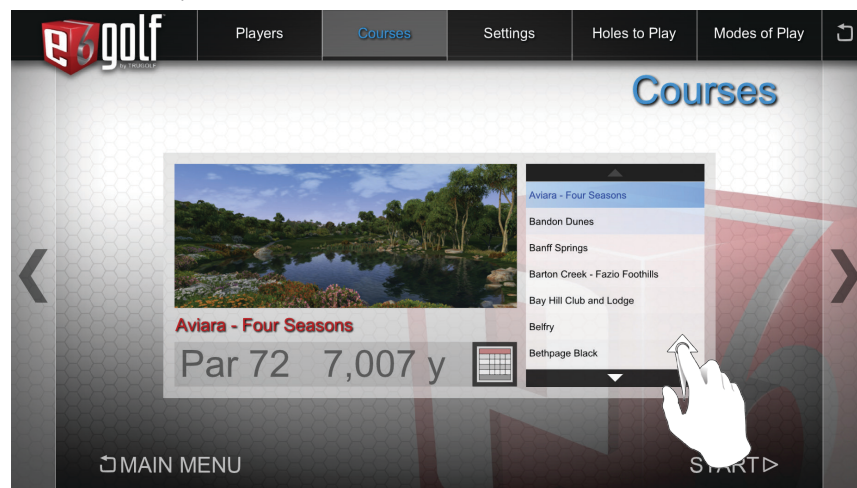 e6 golf
by TRUGOLF
Players
Courses
Settings
Holes to Play
Modes of Play
Courses
Aviara - Four Seasons
Bandon Dunes
Banff Springs
Barton Creek - Fazio Foothills
Bay Hill Club and Lodge
Belfry
Bethpage Black
Aviara - Four Seasons
Par 72 7,007 y
MAIN MENU
START